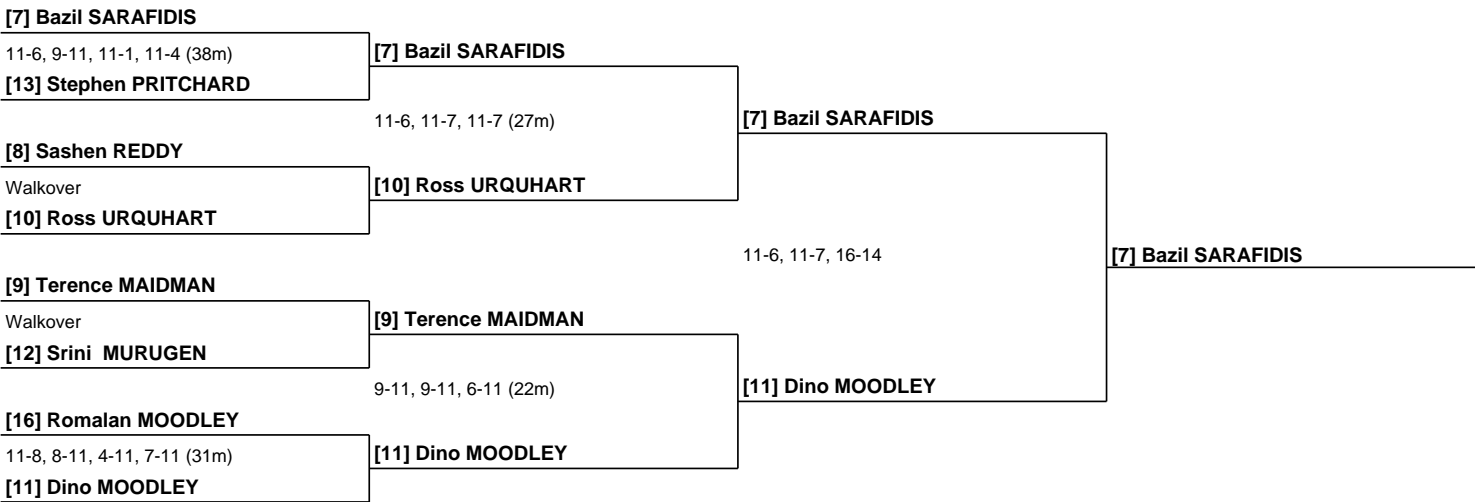 [7] Bazil SARAFIDIS
11-6, 9-11, 11-1, 11-4 (38m)
[13] Stephen PRITCHARD
[8] Sashen REDDY
Walkover
[10] Ross URQUHART
[9] Terence MAIDMAN
Walkover
[12] Srini  MURUGEN
[16] Romalan MOODLEY
11-8, 8-11, 4-11, 7-11 (31m)
[11] Dino MOODLEY
[7] Bazil SARAFIDIS
11-6, 11-7, 11-7 (27m)
[10] Ross URQUHART
[9] Terence MAIDMAN
9-11, 9-11, 6-11 (22m)
[11] Dino MOODLEY
[7] Bazil SARAFIDIS
11-6, 11-7, 16-14
[11] Dino MOODLEY
[7] Bazil SARAFIDIS